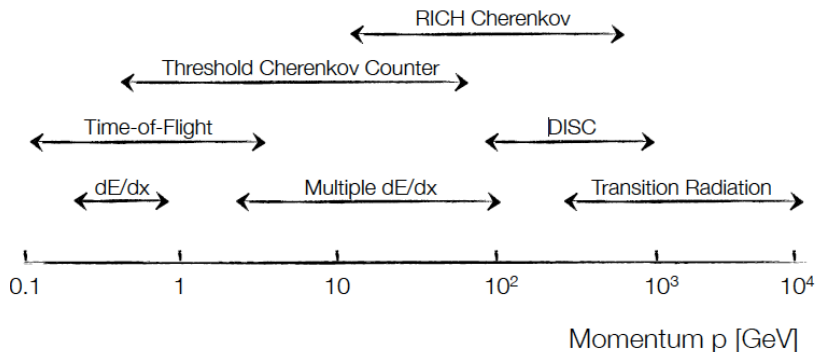 RICH Cherenkov
Threshold Cherenkov Counter
Time-of-Flight DISC
dE/dx Multiple dE/dx Transition Radiation
0.1 1 10 10² 10³ 10⁴
Momentum p [GeV]